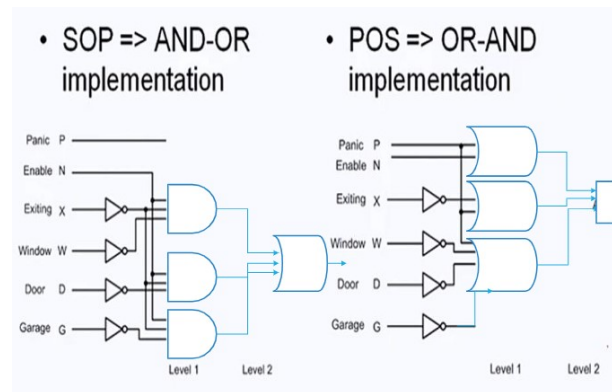 • SOP => AND-OR
implementation
Panic P
Enable N
Exiting X
Window W
Door D
Garage G
Level 1 Level 2
• POS => OR-AND
implementation
Panic P
Enable N
Exiting X
Window W
Door D
Garage G
Level 1 Level 2